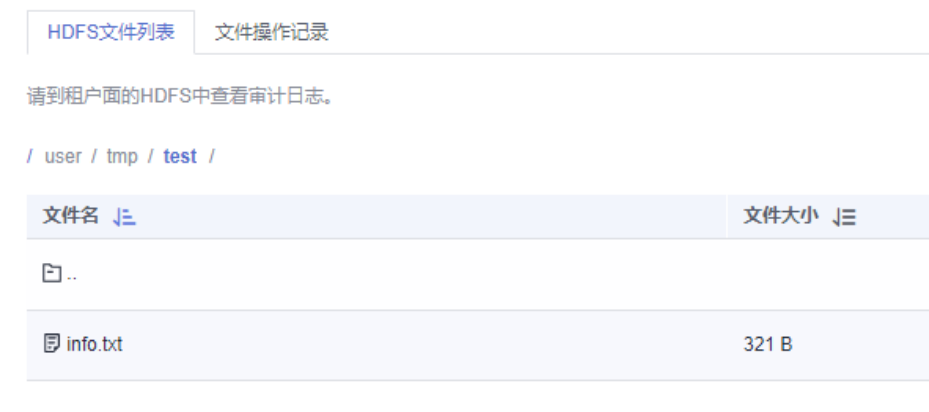 HDFS文件列表 文件操作记录
请到租户面的HDFS中查看审计日志。
/ user / tmp / test /
文件名 文件大小
..
info.txt 321 B